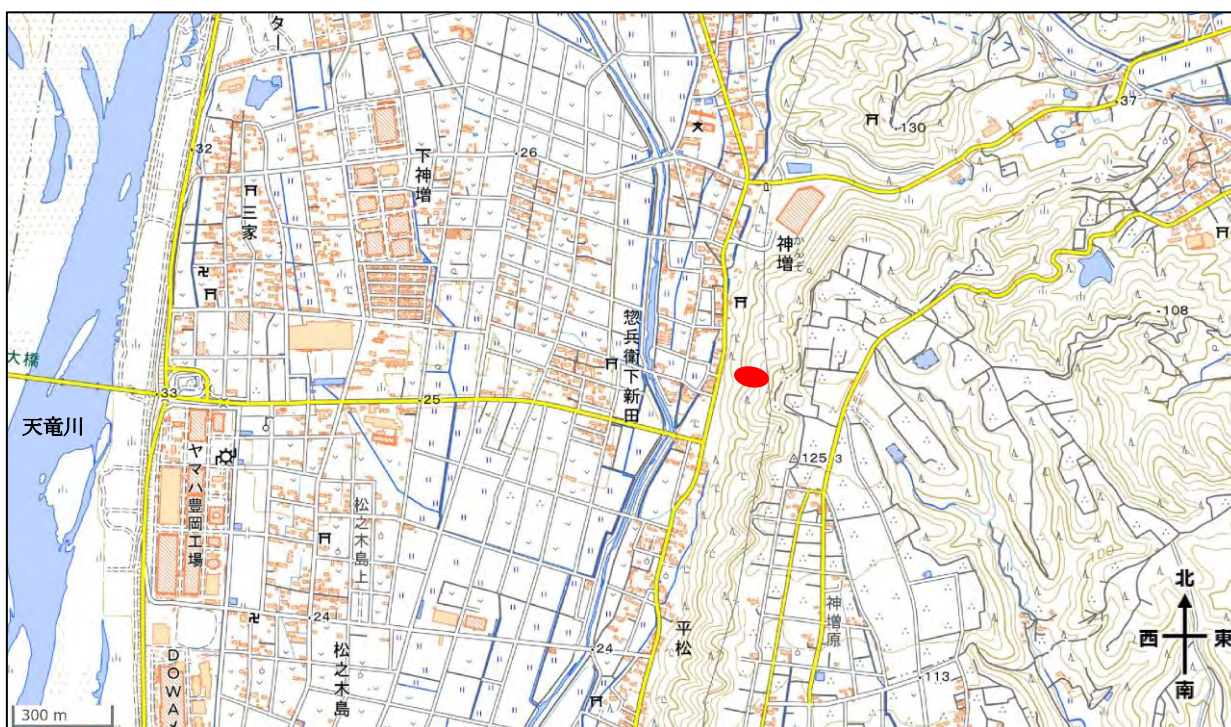 ター
32
三家
下神増
26
神増
かんぞ
130
37
108
惣兵衛下新田
大橋
33
25
天竜川
ヤマハ豊岡工場
松之木島上
125.3
24
松之木島
平松
24
神増原
113
DOWA
300 m
北
西
東
南